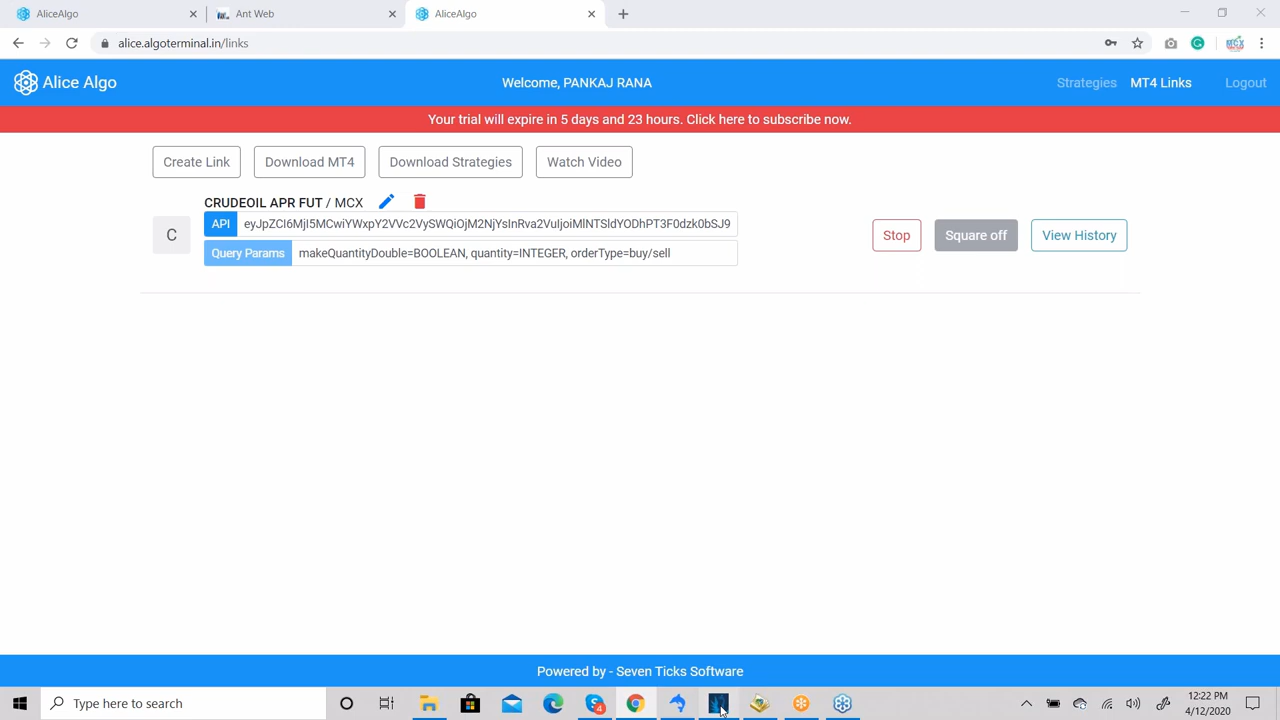 AliceAlgo
Ant Web
AliceAlgo
alice.algoterminal.in/links
Alice Algo
Welcome, PANKAJ RANA
Strategies
MT4 Links
Logout
Your trial will expire in 5 days and 23 hours. Click here to subscribe now.
Create Link
Download MT4
Download Strategies
Watch Video
CRUDEOIL APR FUT / MCX
C
API
Query Params
makeQuantityDouble=BOOLEAN, quantity=INTEGER, orderType=buy/sell
Stop
Square off
View History
Powered by - Seven Ticks Software
Type here to search
12:22 PM
4/12/2020